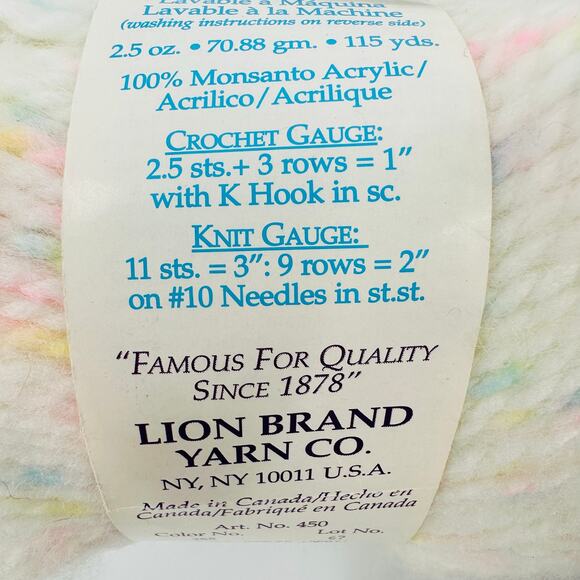 Lavable à Máquina
Lavable à la Machine
(washing instructions on reverse side)
2.5 oz. • 70.88 gm. • 115 yds.
100% Monsanto Acrylic/
Acrilico/Acrilique
CROCHET GAUGE:
2.5 sts.+ 3 rows = 1"
with K Hook in sc.
KNIT GAUGE:
11 sts. = 3": 9 rows = 2"
on #10 Needles in st.st.
"FAMOUS FOR QUALITY
SINCE 1878"
LION BRAND
YARN CO.
NY, NY 10011 U.S.A.
Made in Canada/Hecho en
Canada/Fabriqué en Canada
Art. No. 450
Color No. Lot No.
67